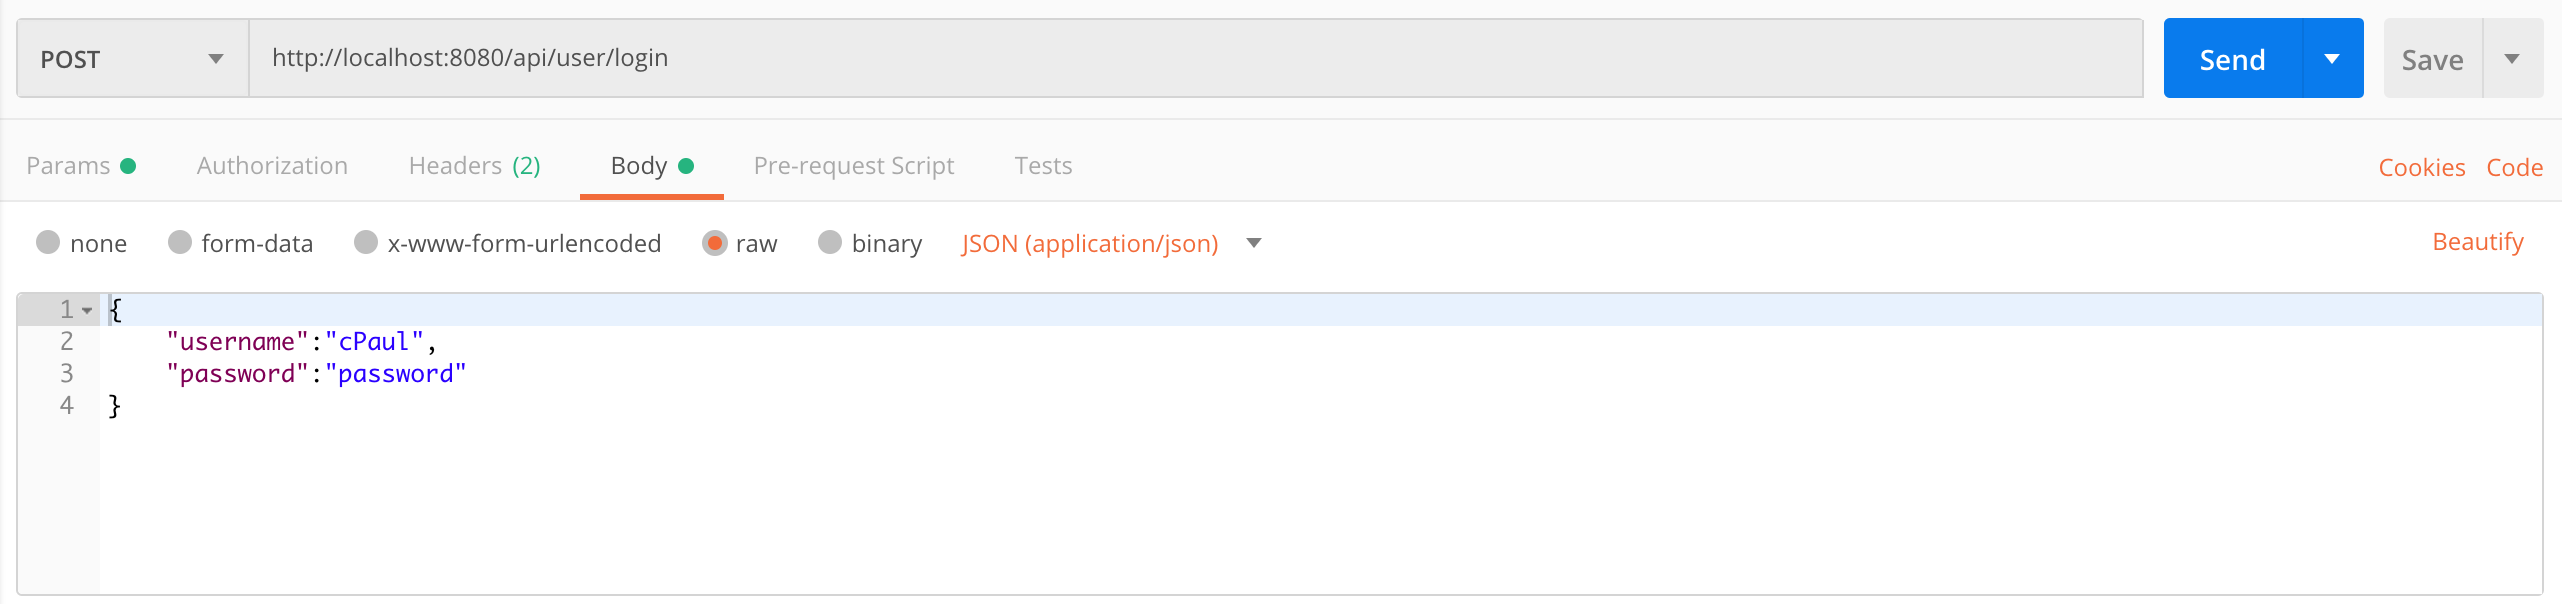 POST http://localhost:8080/api/user/login Send Save
Params Authorization Headers (2) Body Pre-request Script Tests Cookies Code
none form-data x-www-form-urlencoded raw binary JSON (application/json) Beautify
1 {
2 "username":"cPaul",
3 "password":"password"
4 }